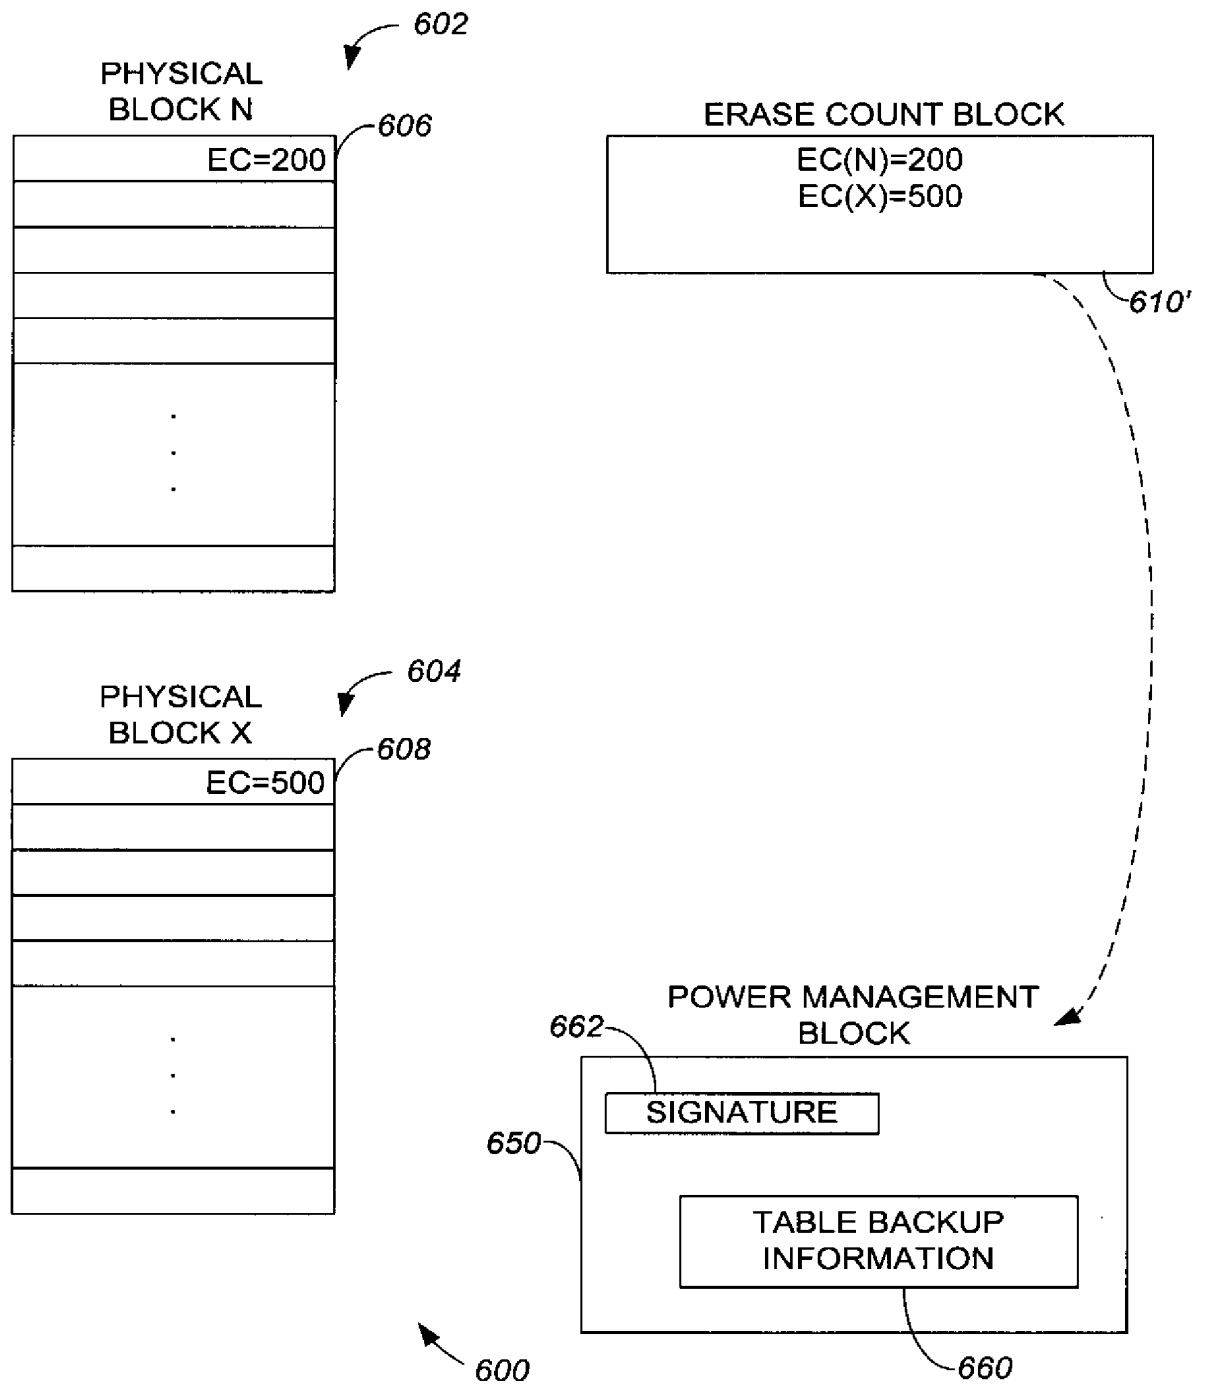 602
PHYSICAL
BLOCK N
606
EC=200
ERASE COUNT BLOCK
EC(N)=200
EC(X)=500
610'
604
PHYSICAL
BLOCK X
608
EC=500
POWER MANAGEMENT
BLOCK
662
SIGNATURE
650
TABLE BACKUP
INFORMATION
660
600